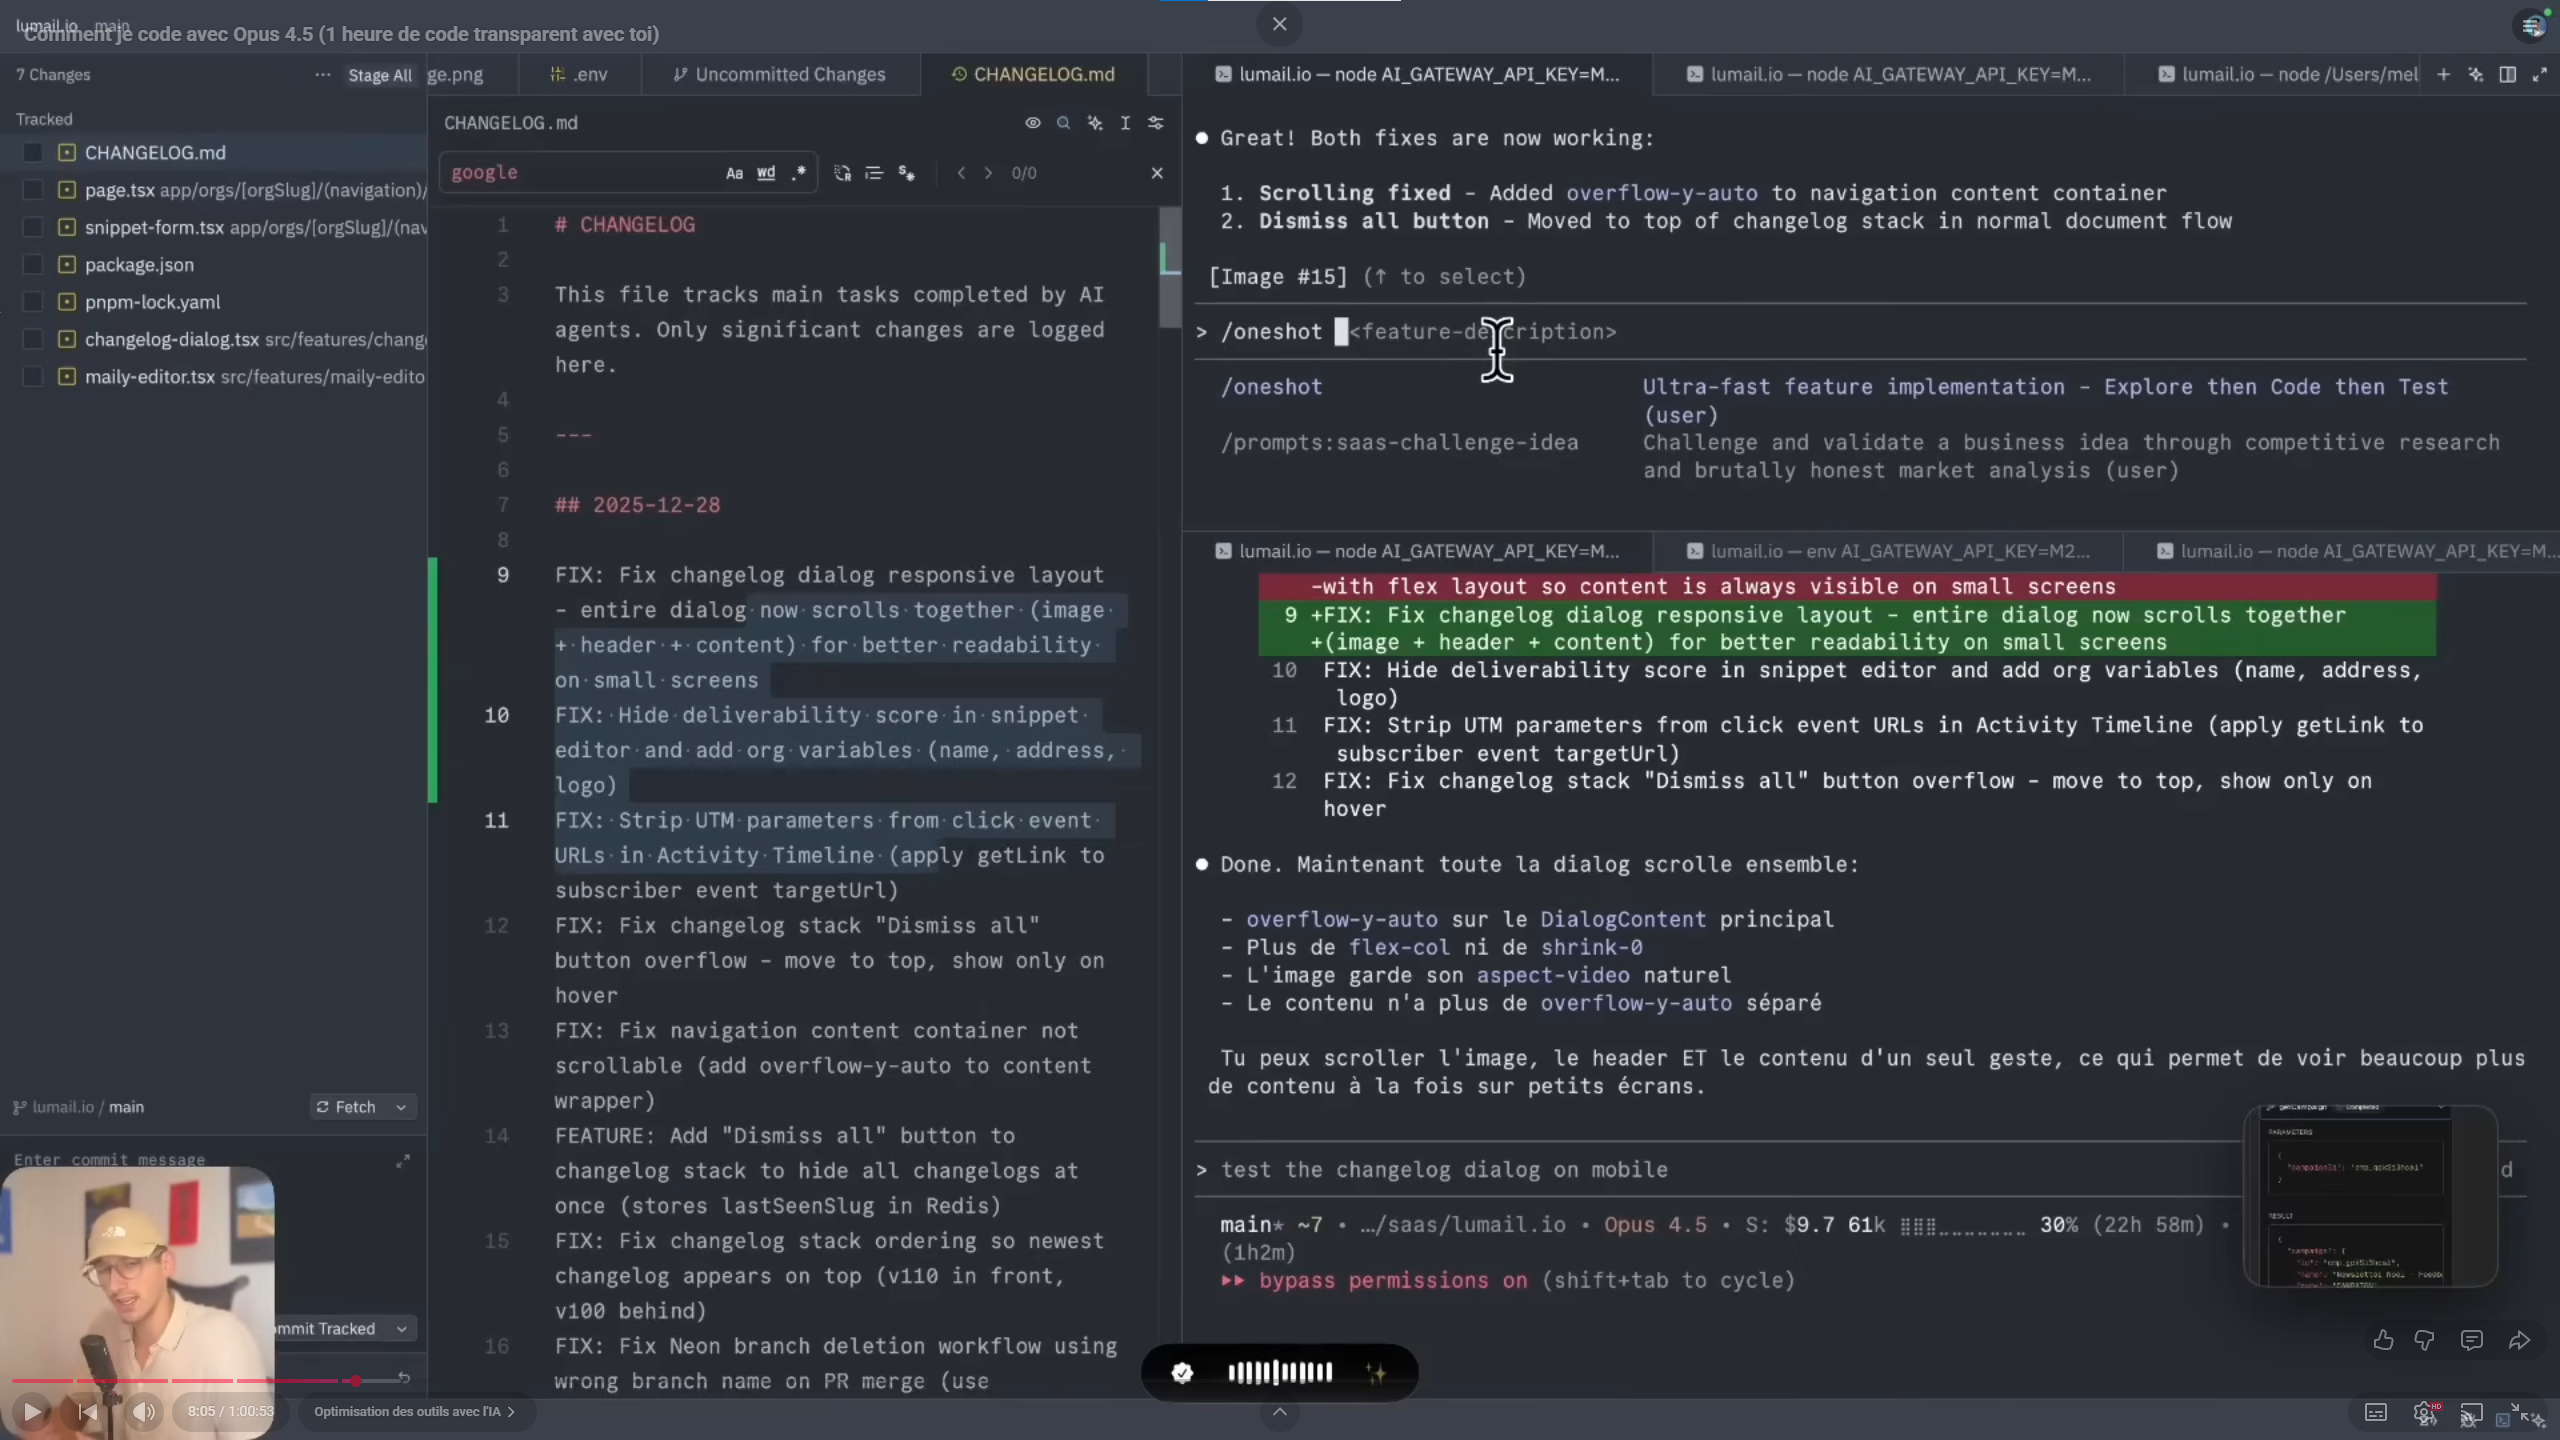 lumail.io main
Comment je code avec Opus 4.5 (1 heure de code transparent avec toi)
7 Changes ... Stage All
Tracked
CHANGELOG.md
page.tsx app/orgs/[orgSlug]/(navigation)/
snippet-form.tsx app/orgs/[orgSlug]/(nav
package.json
pnpm-lock.yaml
changelog-dialog.tsx src/features/change
maily-editor.tsx src/features/maily-edito
lumail.io / main Fetch
Enter commit message
ommit Tracked
8:05 / 1:00:53 Optimisation des outils avec l'IA
ge.png .env Uncommitted Changes CHANGELOG.md
CHANGELOG.md
google Aa wd .* 0/0
1 # CHANGELOG
2
3 This file tracks main tasks completed by AI
agents. Only significant changes are logged
here.
4
5 ---
6
7 ## 2025-12-28
8
9 FIX: Fix changelog dialog responsive layout
- entire dialog now scrolls together (image
+ header + content) for better readability
on small screens
10 FIX: Hide deliverability score in snippet
editor and add org variables (name, address,
logo)
11 FIX: Strip UTM parameters from click event
URLs in Activity Timeline (apply getLink to
subscriber event targetUrl)
12 FIX: Fix changelog stack "Dismiss all"
button overflow - move to top, show only on
hover
13 FIX: Fix navigation content container not
scrollable (add overflow-y-auto to content
wrapper)
14 FEATURE: Add "Dismiss all" button to
changelog stack to hide all changelogs at
once (stores lastSeenSlug in Redis)
15 FIX: Fix changelog stack ordering so newest
changelog appears on top (v110 in front,
v100 behind)
16 FIX: Fix Neon branch deletion workflow using
wrong branch name on PR merge (use
lumail.io — node AI_GATEWAY_API_KEY=M... lumail.io — node AI_GATEWAY_API_KEY=M... lumail.io — node /Users/mel
● Great! Both fixes are now working:
1. Scrolling fixed - Added overflow-y-auto to navigation content container
2. Dismiss all button - Moved to top of changelog stack in normal document flow
[Image #15] (↑ to select)
> /oneshot <feature-description>
/oneshot Ultra-fast feature implementation - Explore then Code then Test
(user)
/prompts:saas-challenge-idea Challenge and validate a business idea through competitive research
and brutally honest market analysis (user)
lumail.io — node AI_GATEWAY_API_KEY=M... lumail.io — env AI_GATEWAY_API_KEY=M2... lumail.io — node AI_GATEWAY_API_KEY=M...
-with flex layout so content is always visible on small screens
9 +FIX: Fix changelog dialog responsive layout - entire dialog now scrolls together
+(image + header + content) for better readability on small screens
10 FIX: Hide deliverability score in snippet editor and add org variables (name, address,
logo)
11 FIX: Strip UTM parameters from click event URLs in Activity Timeline (apply getLink to
subscriber event targetUrl)
12 FIX: Fix changelog stack "Dismiss all" button overflow - move to top, show only on
hover
● Done. Maintenant toute la dialog scrolle ensemble:
- overflow-y-auto sur le DialogContent principal
- Plus de flex-col ni de shrink-0
- L'image garde son aspect-video naturel
- Le contenu n'a plus de overflow-y-auto séparé
Tu peux scroller l'image, le header ET le contenu d'un seul geste, ce qui permet de voir beaucoup plus
de contenu à la fois sur petits écrans.
> test the changelog dialog on mobile d
main* ~7 • …/saas/lumail.io • Opus 4.5 • S: $9.7 61k 30% (22h 58m) •
(1h2m)
▸▸ bypass permissions on (shift+tab to cycle)
getCampaign Completed
PARAMETERS
RESULT
HD